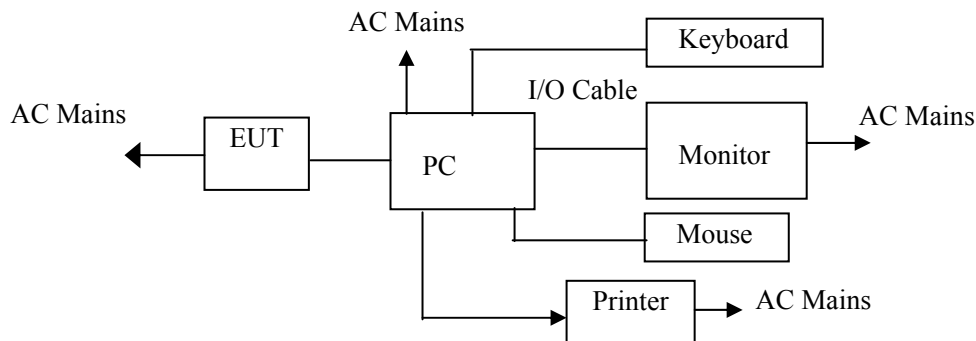 AC Mains
Keyboard
I/O Cable
AC Mains
AC Mains
EUT
PC
Monitor
Mouse
Printer
AC Mains